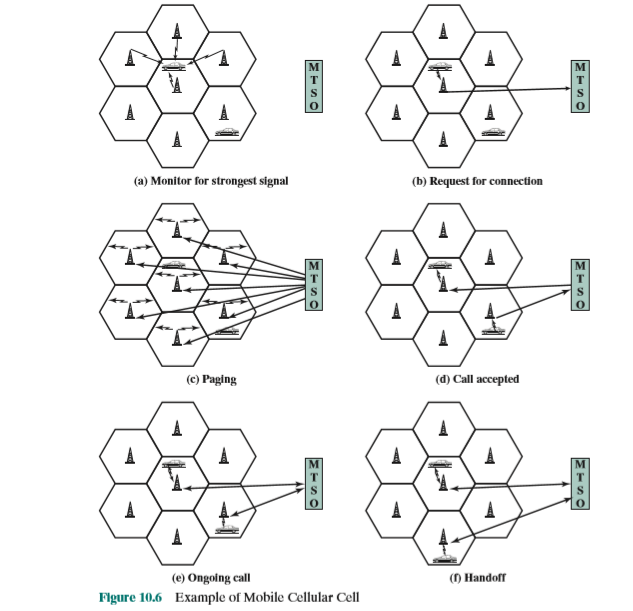 M
T
S
O
M
T
S
O
(a) Monitor for strongest signal
(b) Request for connection
M
T
S
O
M
T
S
O
(c) Paging
(d) Call accepted
M
T
S
O
M
T
S
O
(e) Ongoing call
(f) Handoff
Figure 10.6 Example of Mobile Cellular Cell